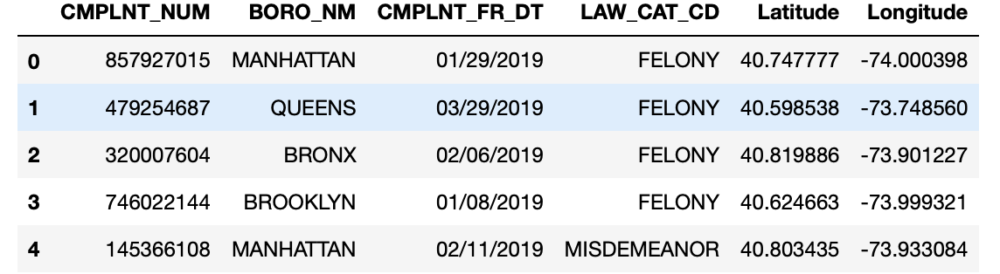 CMPLNT_NUM BORO_NM CMPLNT_FR_DT LAW_CAT_CD Latitude Longitude
0 857927015 MANHATTAN 01/29/2019 FELONY 40.747777 -74.000398
1 479254687 QUEENS 03/29/2019 FELONY 40.598538 -73.748560
2 320007604 BRONX 02/06/2019 FELONY 40.819886 -73.901227
3 746022144 BROOKLYN 01/08/2019 FELONY 40.624663 -73.999321
4 145366108 MANHATTAN 02/11/2019 MISDEMEANOR 40.803435 -73.933084